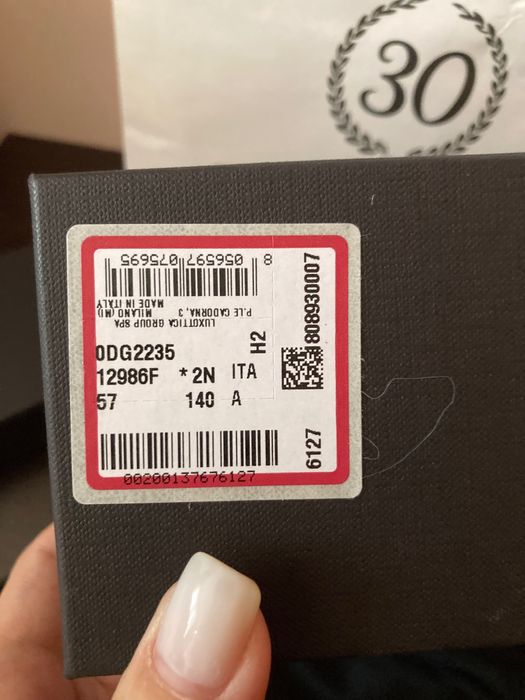 30
8 056597 075695
LUXOTTICA GROUP SPA
P.LE CADORNA, 3
MILANO (MI)
MADE IN ITALY
0DG2235
H2
12986F * 2N ITA
57 140 A
1808930007
6127
00200137676127